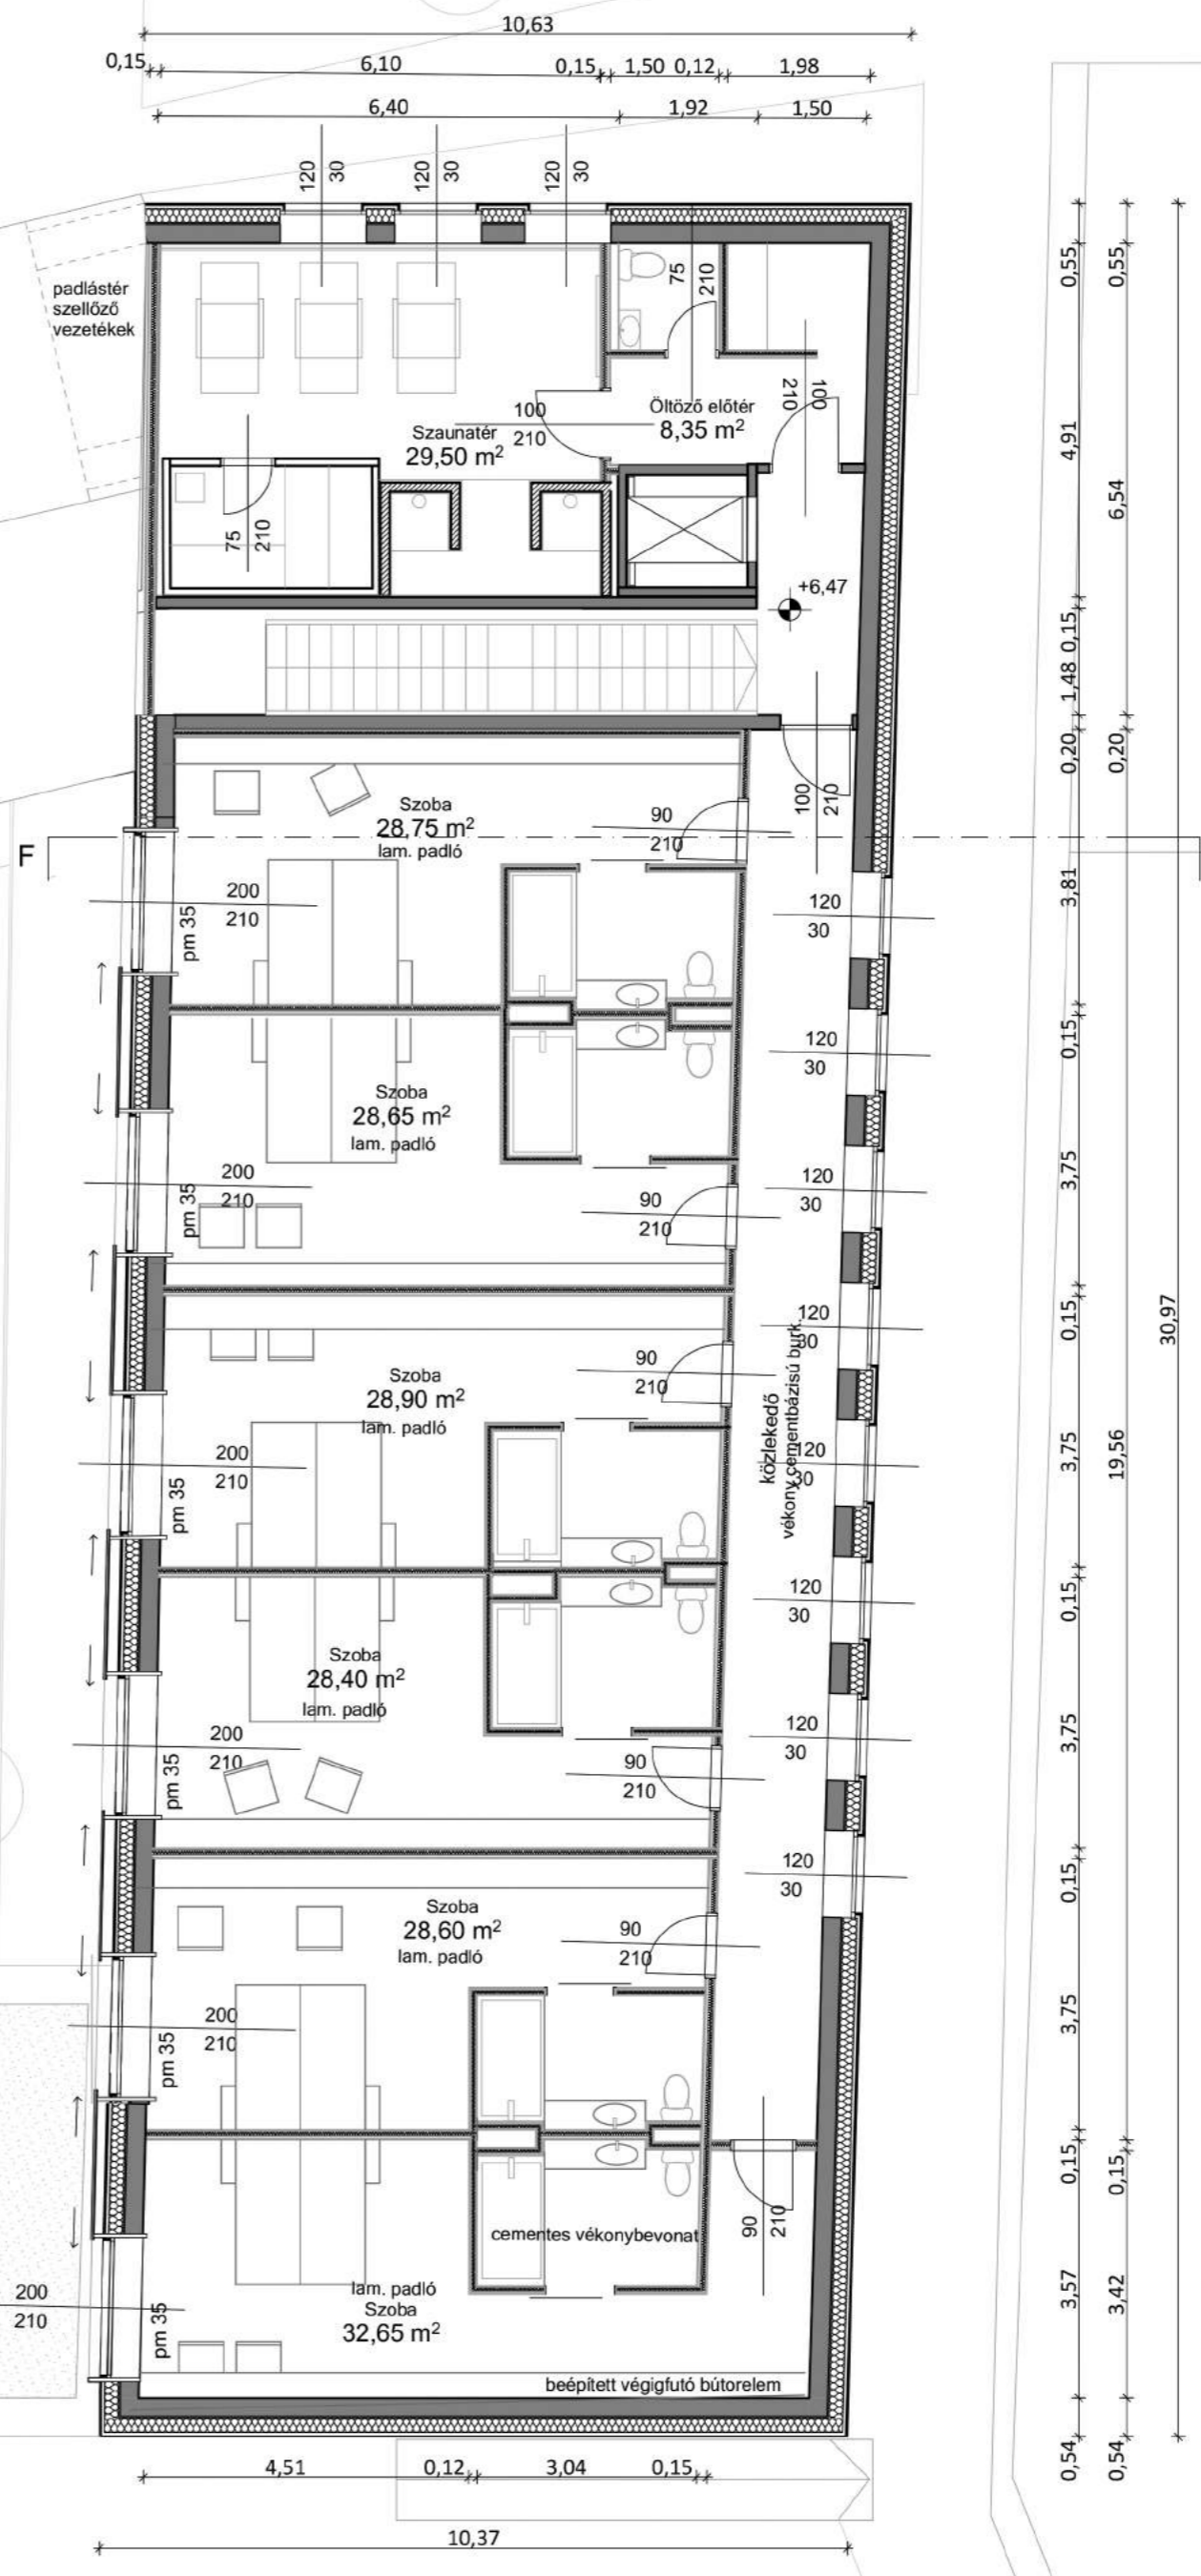 10,63
0,15 6,10 0,15 1,50 0,12 1,98
6,40 1,92 1,50
120 30 120 30 120 30
padlástér
szellőző
vezetékek
75 210
0,55 0,55
100 210
Öltöző előtér
8,35 m²
100
210
Szaunatér
29,50 m²
4,91
6,54
75 210
+6,47
0,15
1,48
0,20 0,20
100 210
Szoba
28,75 m²
lam. padló
90
210
F
200
210
pm 35
120
30
3,81
120
30
0,15
Szoba
28,65 m²
lam. padló
200
210
pm 35
90
210
120
30
3,75
120
30
0,15
30,97
Szoba
28,90 m²
lam. padló
90
210
közlekedő
vékony cementbázisú burk.
200
210
pm 35
120
30
3,75
19,56
120
30
0,15
Szoba
28,40 m²
lam. padló
200
210
pm 35
90
210
120
30
3,75
120
30
0,15
Szoba
28,60 m²
lam. padló
90
210
200
210
pm 35
3,75
0,15 0,15
90 210
cementes vékonybevonat
200
210
pm 35
lam. padló
Szoba
32,65 m²
3,57 3,42
beépített végigfutó bútorelem
0,54 0,54
4,51 0,12 3,04 0,15
10,37